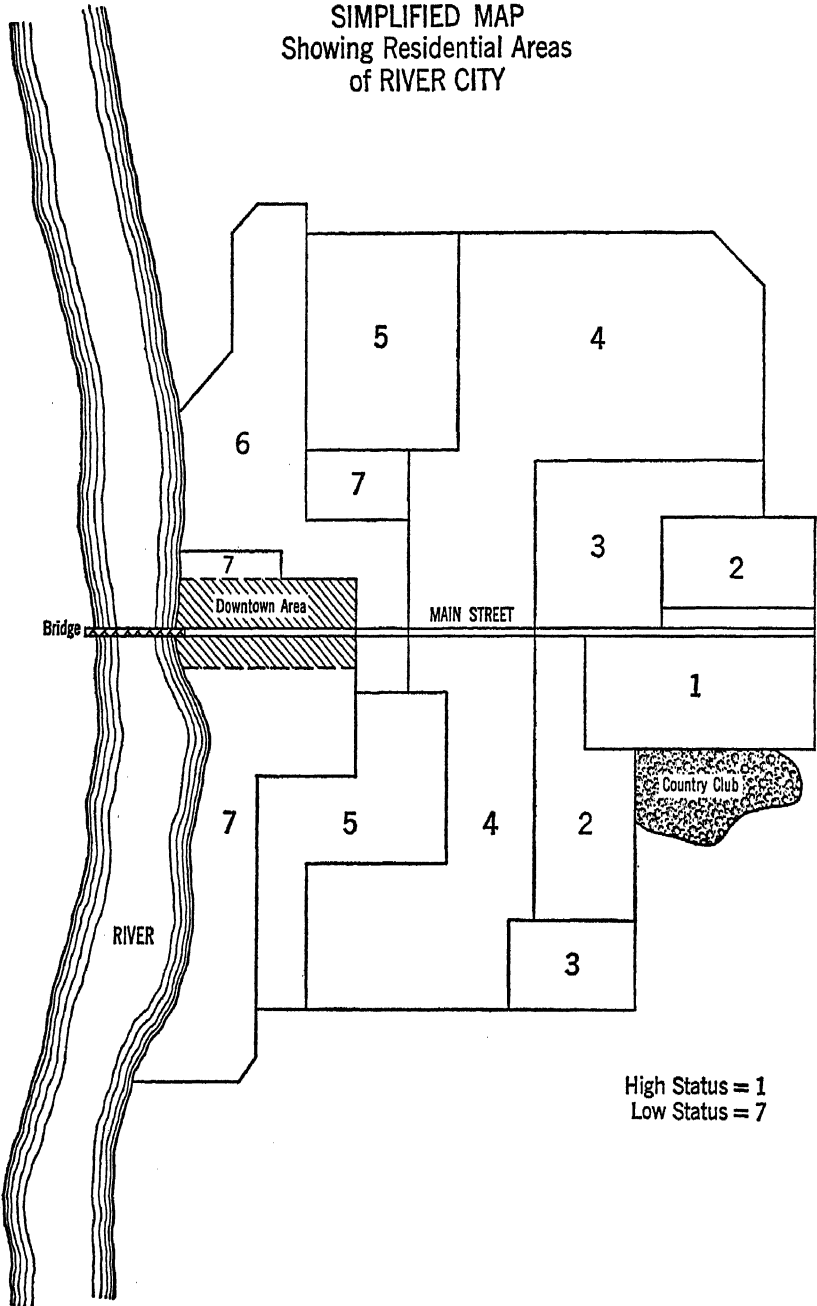 SIMPLIFIED MAP
Showing Residential Areas
of RIVER CITY
5
4
6
7
3
2
7
Downtown Area
MAIN STREET
Bridge
1
Country Club
7
5
4
2
RIVER
3
High Status = 1
Low Status = 7